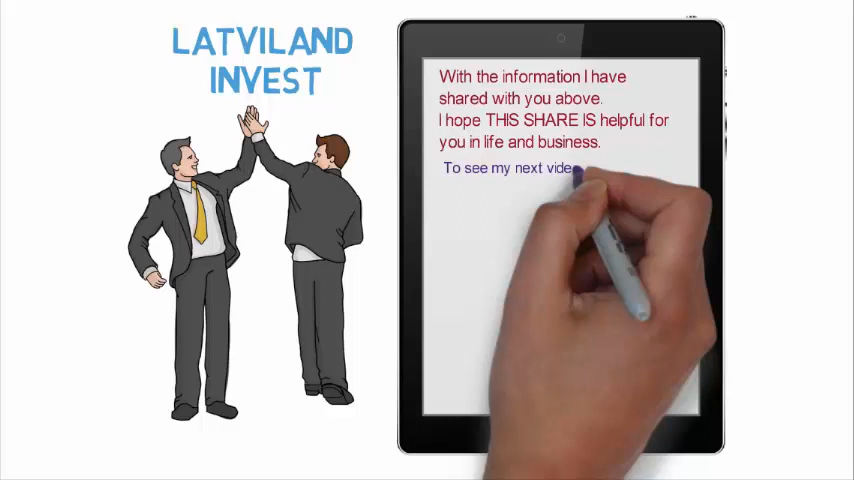 LATVILAND
INVEST
With the information I have
shared with you above.
I hope THIS SHARE IS helpful for
you in life and business.
To see my next vide